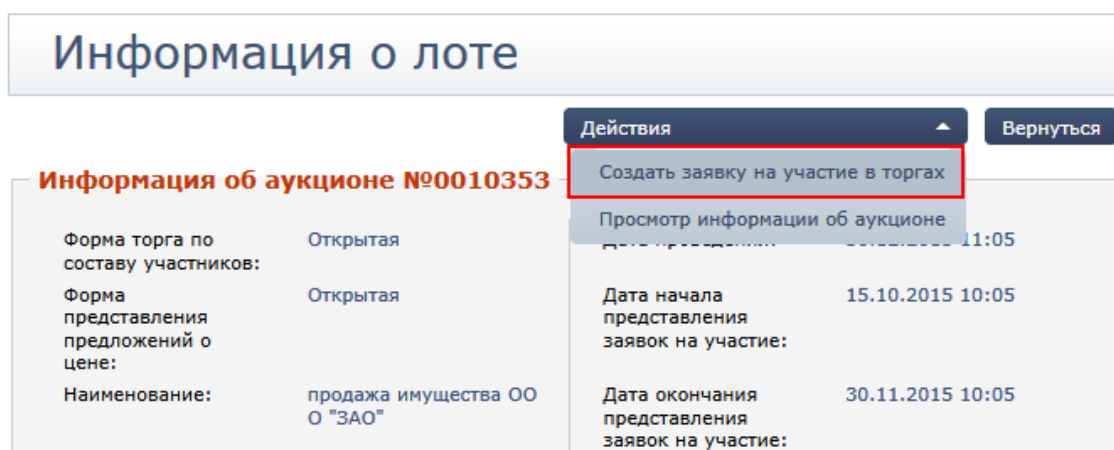 Информация о лоте
Действия
Вернуться
Создать заявку на участие в торгах
Просмотр информации об аукционе
Информация об аукционе №0010353
Форма торга по
составу участников:
Открытая
Форма
представления
предложений о
цене:
Открытая
Наименование:
продажа имущества ОО
О "ЗАО"
11:05
Дата начала
представления
заявок на участие:
15.10.2015 10:05
Дата окончания
представления
заявок на участие:
30.11.2015 10:05